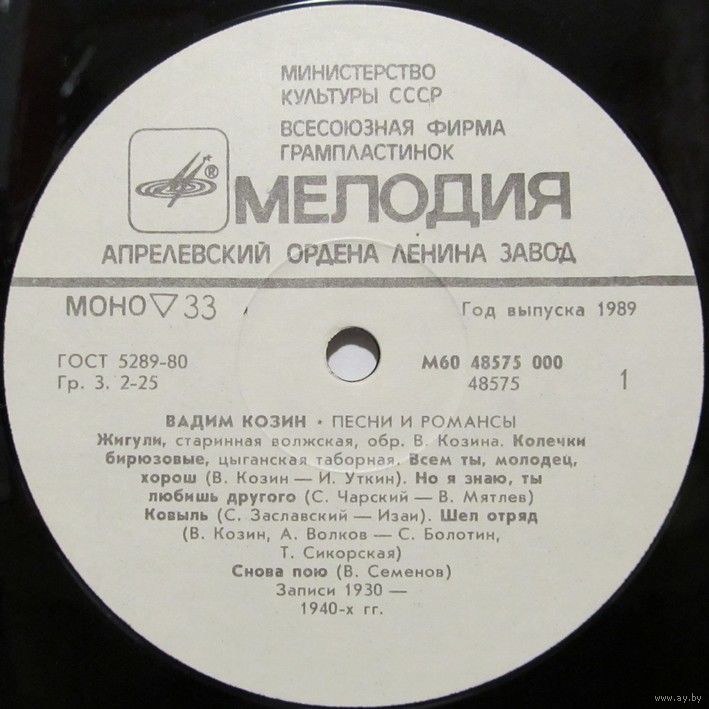 МИНИСТЕРСТВО
КУЛЬТУРЫ СССР
ВСЕСОЮЗНАЯ ФИРМА
ГРАМПЛАСТИНОК
®
МЕЛОДИЯ
АПРЕЛЕВСКИЙ ОРДЕНА ЛЕНИНА ЗАВОД
МОНО ▽ 33
Год выпуска 1989
ГОСТ 5289-80
М60 48575 000
Гр. 3. 2-25
48575
1
ВАДИМ КОЗИН • ПЕСНИ И РОМАНСЫ
Жигули, старинная волжская, обр. В. Козина. Колечки
бирюзовые, цыганская таборная. Всем ты, молодец,
хорош (В. Козин — И. Уткин). Но я знаю, ты
любишь другого (С. Чарский — В. Мятлев)
Ковыль (С. Заславский — Изаи). Шел отряд
(В. Козин, А. Волков — С. Болотин,
Т. Сикорская)
Снова пою (В. Семенов)
Записи 1930 —
1940-х гг.
www.ay.by